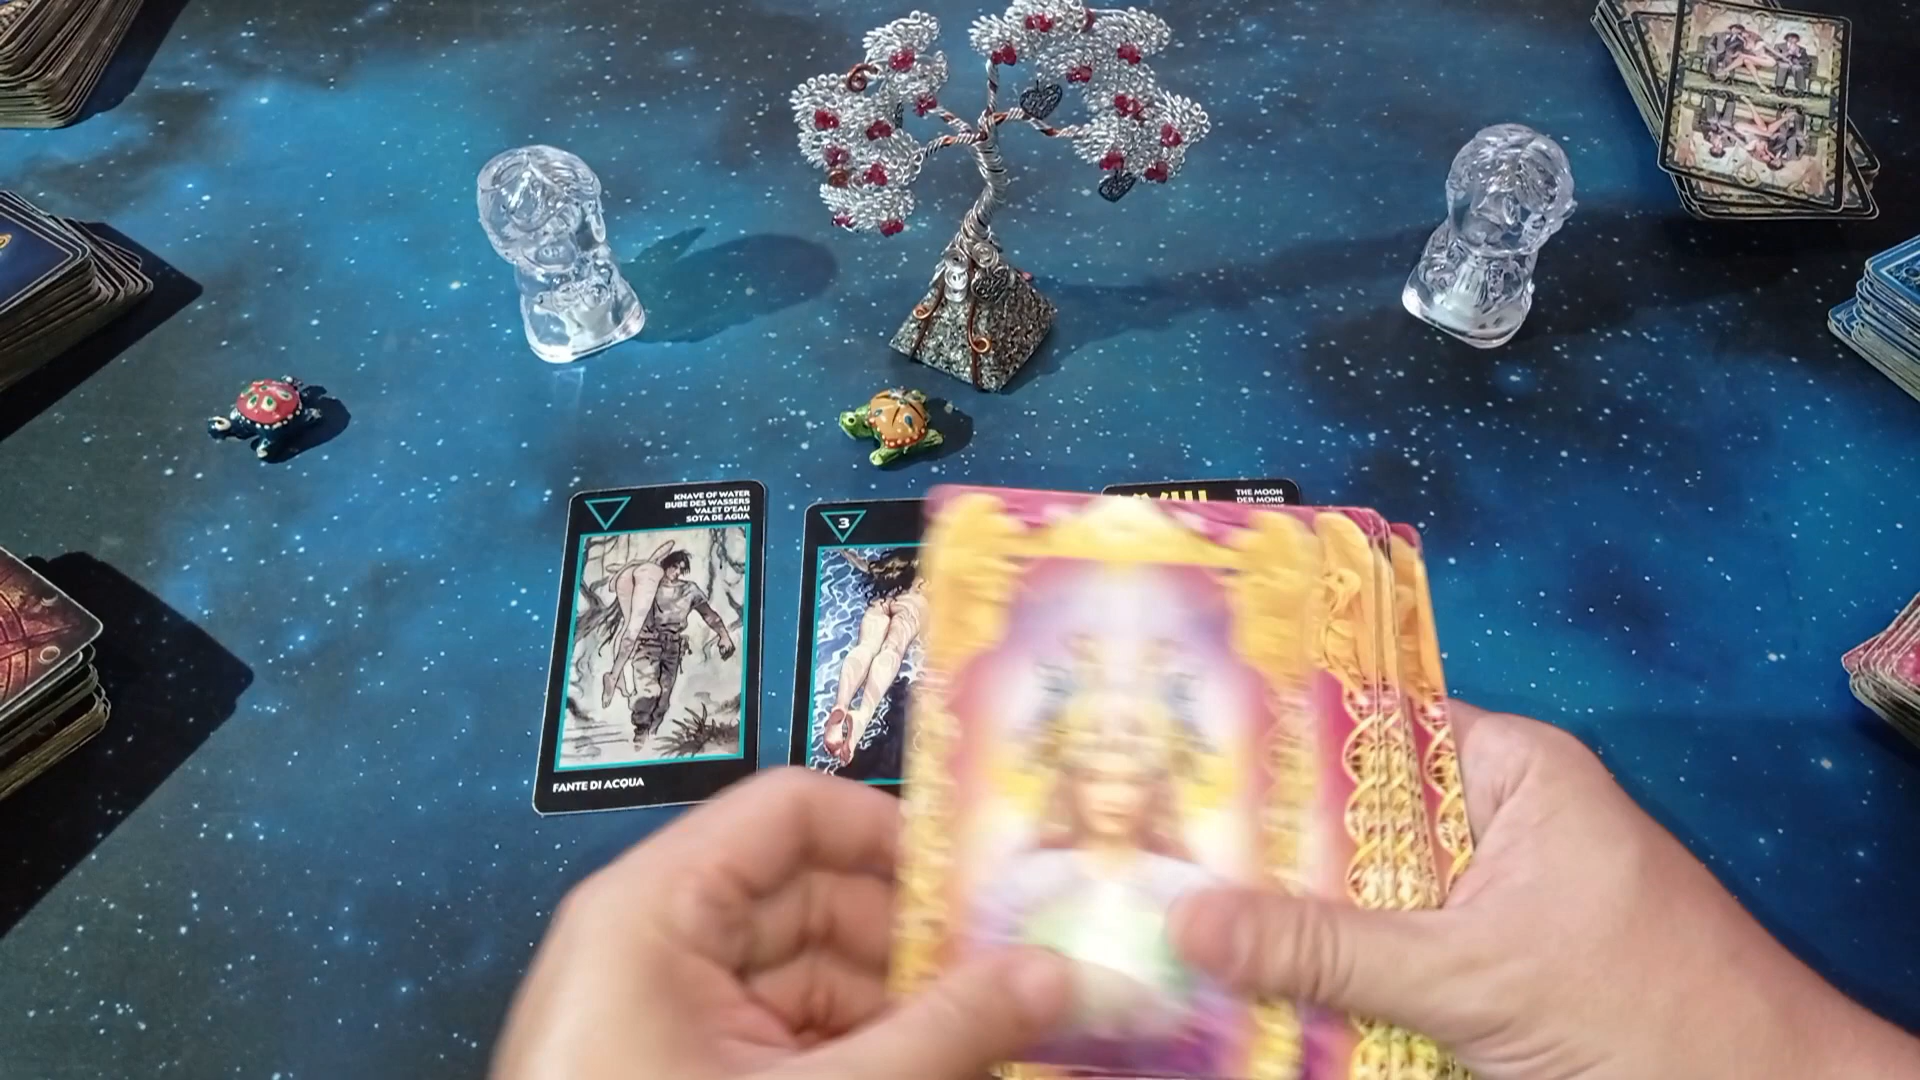 KNAVE OF WATER
BUBE DES WASSERS
VALET D'EAU
SOTA DE AGUA
FANTE DI ACQUA
3
THE MOON
DER MOND